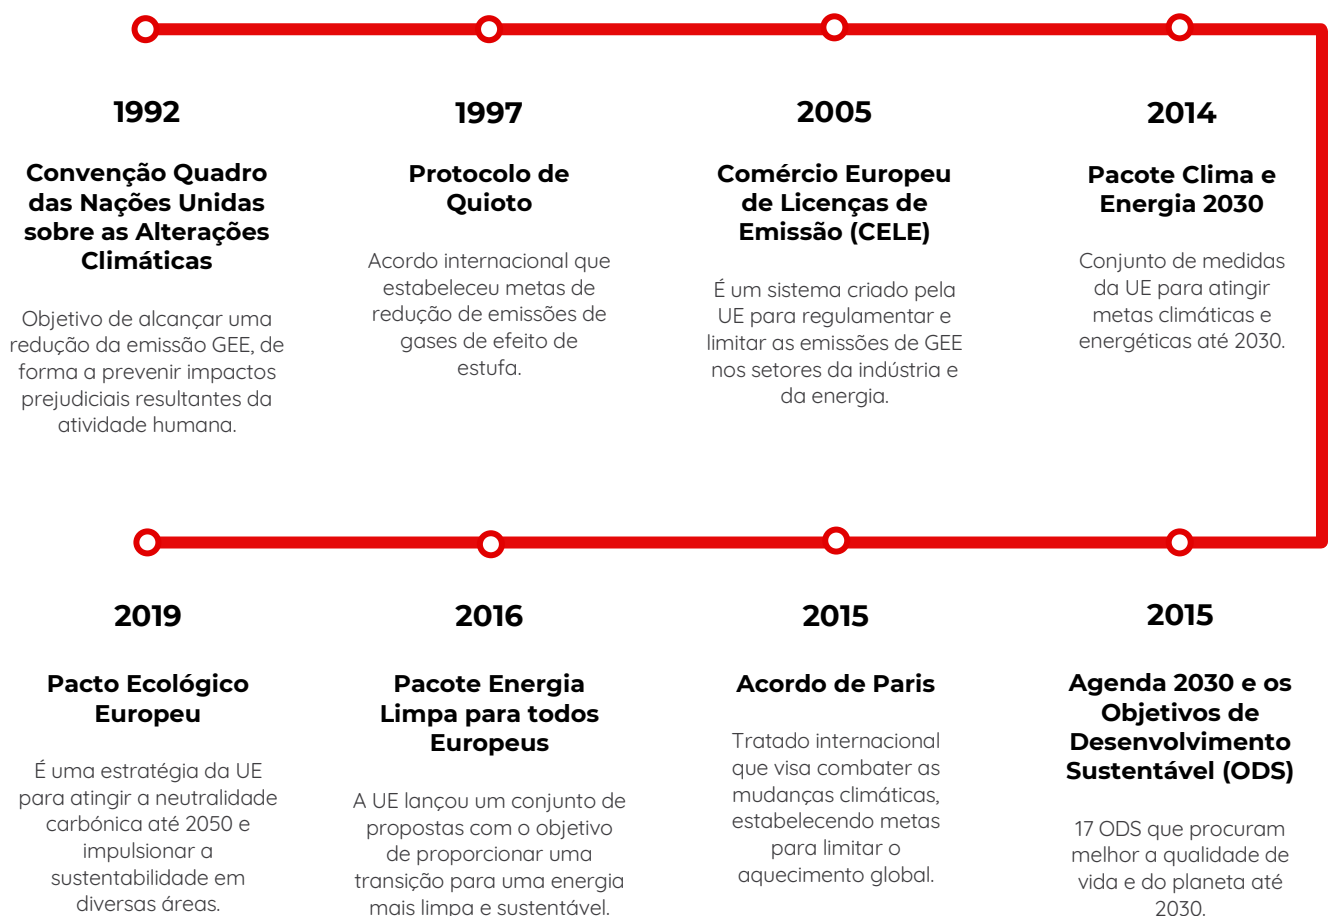 1992
Convenção Quadro
das Nações Unidas
sobre as Alterações
Climáticas
Objetivo de alcançar uma
redução da emissão GEE, de
forma a prevenir impactos
prejudiciais resultantes da
atividade humana.
1997
Protocolo de
Quioto
Acordo internacional que
estabeleceu metas de
redução de emissões de
gases de efeito de
estufa.
2005
Comércio Europeu
de Licenças de
Emissão (CELE)
É um sistema criado pela
UE para regulamentar e
limitar as emissões de GEE
nos setores da indústria e
da energia.
2014
Pacote Clima e
Energia 2030
Conjunto de medidas
da UE para atingir
metas climáticas e
energéticas até 2030.
2015
Agenda 2030 e os
Objetivos de
Desenvolvimento
Sustentável (ODS)
17 ODS que procuram
melhor a qualidade de
vida e do planeta até
2030.
2015
Acordo de Paris
Tratado internacional
que visa combater as
mudanças climáticas,
estabelecendo metas
para limitar o
aquecimento global.
2016
Pacote Energia
Limpa para todos
Europeus
A UE lançou um conjunto de
propostas com o objetivo
de proporcionar uma
transição para uma energia
mais limpa e sustentável.
2019
Pacto Ecológico
Europeu
É uma estratégia da UE
para atingir a neutralidade
carbónica até 2050 e
impulsionar a
sustentabilidade em
diversas áreas.